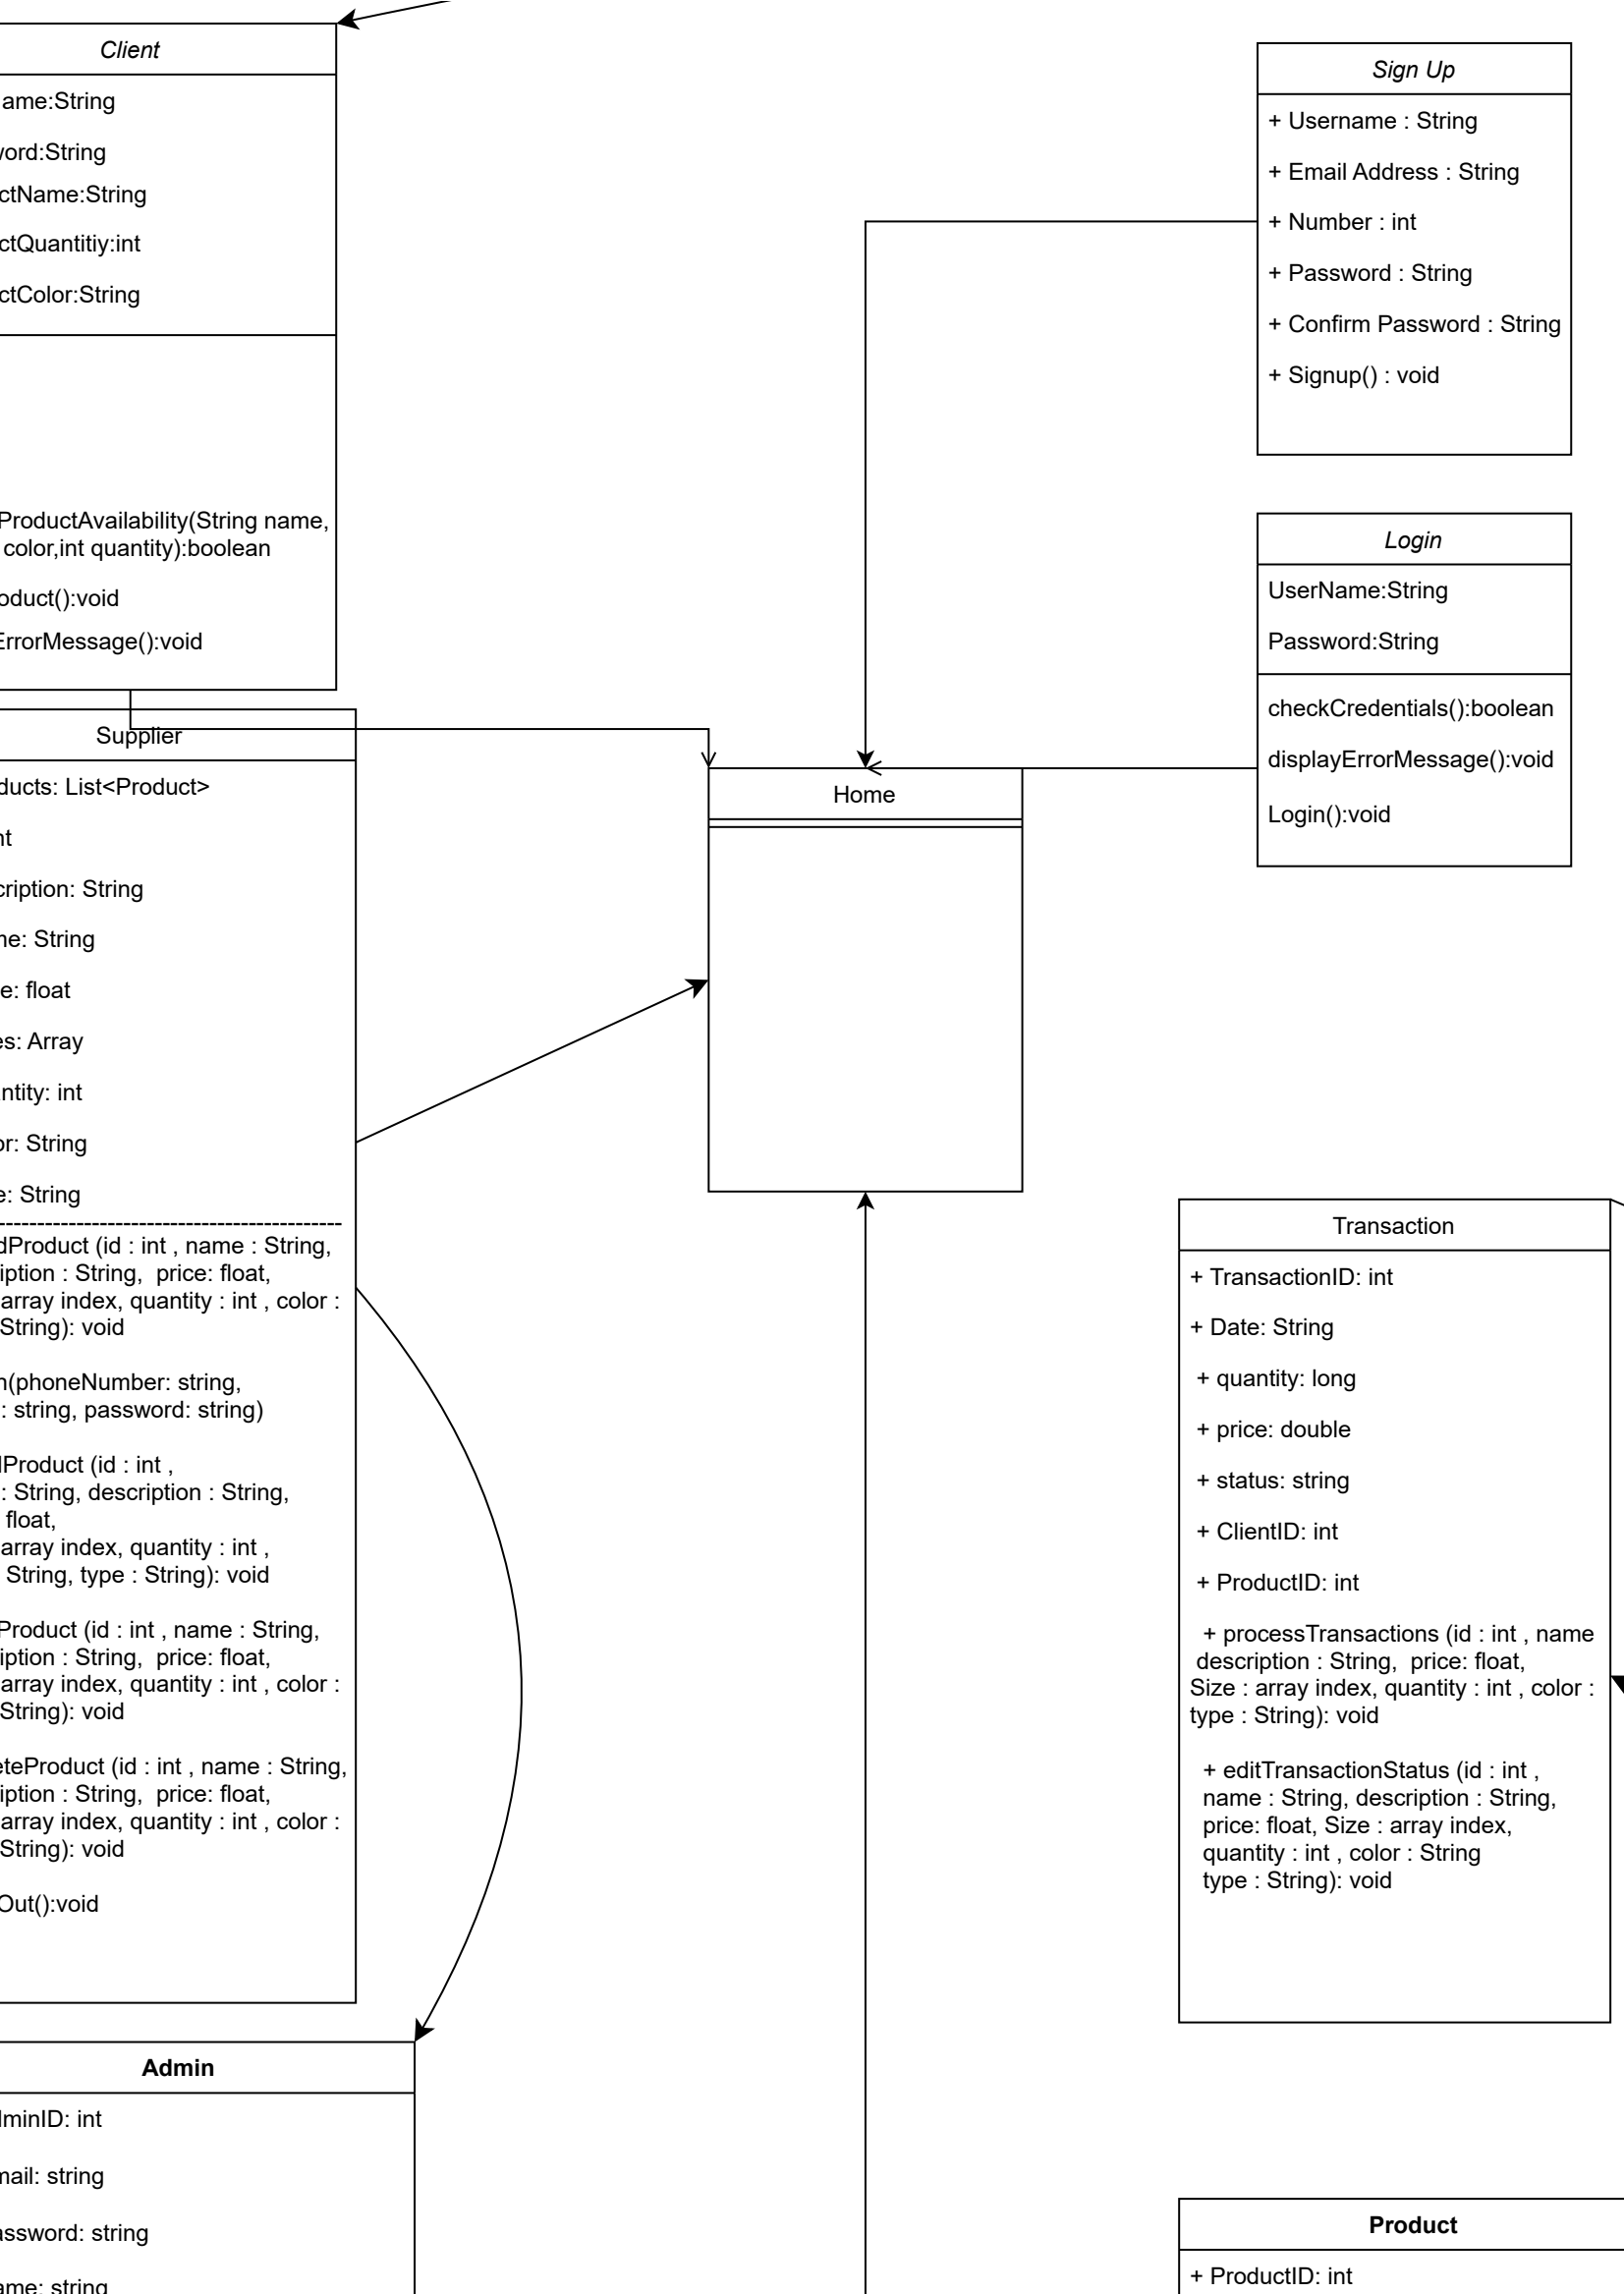 Client
ame:String
ord:String
ctName:String
ctQuantitiy:int
ctColor:String
ProductAvailability(String name,
color,int quantity):boolean
oduct():void
ErrorMessage():void
Supplier
ducts: List<Product>
nt
cription: String
me: String
e: float
es: Array
ntity: int
or: String
e: String
dProduct (id : int , name : String,
iption : String,  price: float,
array index, quantity : int , color :
String): void
n(phoneNumber: string,
: string, password: string)
lProduct (id : int ,
: String, description : String,
float,
array index, quantity : int ,
String, type : String): void
Product (id : int , name : String,
iption : String,  price: float,
array index, quantity : int , color :
String): void
eteProduct (id : int , name : String,
iption : String,  price: float,
array index, quantity : int , color :
String): void
Out():void
Admin
dminID: int
mail: string
assword: string
ame: string
Home
Sign Up
+ Username : String
+ Email Address : String
+ Number : int
+ Password : String
+ Confirm Password : String
+ Signup() : void
Login
UserName:String
Password:String
checkCredentials():boolean
displayErrorMessage():void
Login():void
Transaction
+ TransactionID: int
+ Date: String
+ quantity: long
+ price: double
+ status: string
+ ClientID: int
+ ProductID: int
+ processTransactions (id : int , name
description : String,  price: float,
Size : array index, quantity : int , color :
type : String): void
+ editTransactionStatus (id : int ,
name : String, description : String,
price: float, Size : array index,
quantity : int , color : String
type : String): void
Product
+ ProductID: int